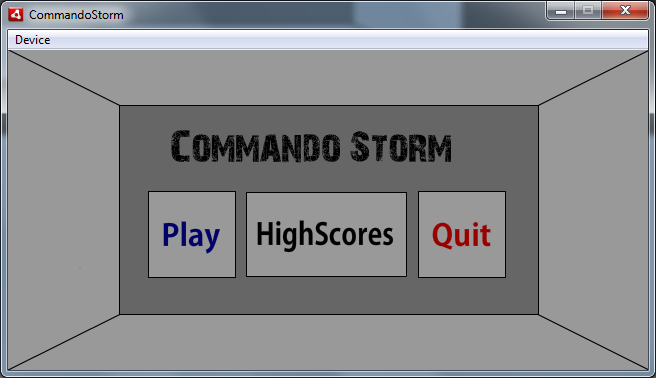 CommandoStorm
Device
Commando Storm
Play HighScores Quit